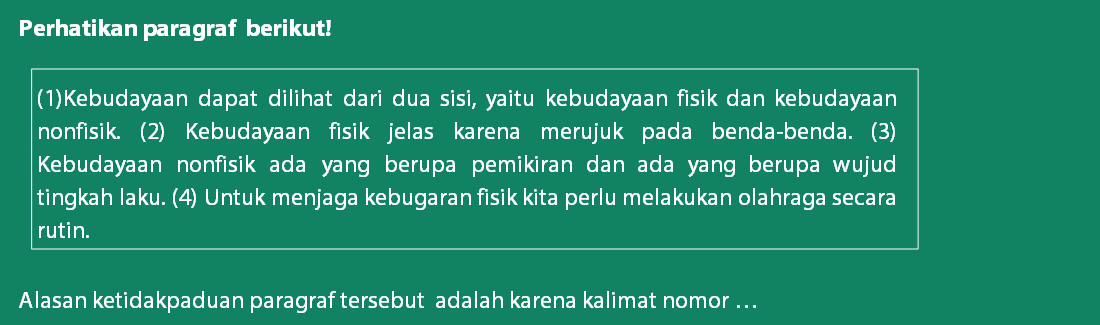 Perhatikan paragraf berikut!
(1)Kebudayaan dapat dilihat dari dua sisi, yaitu kebudayaan fisik dan kebudayaan
nonfisik. (2) Kebudayaan fisik jelas karena merujuk pada benda-benda. (3)
Kebudayaan nonfisik ada yang berupa pemikiran dan ada yang berupa wujud
tingkah laku. (4) Untuk menjaga kebugaran fisik kita perlu melakukan olahraga secara
rutin.
Alasan ketidakpaduan paragraf tersebut adalah karena kalimat nomor ...